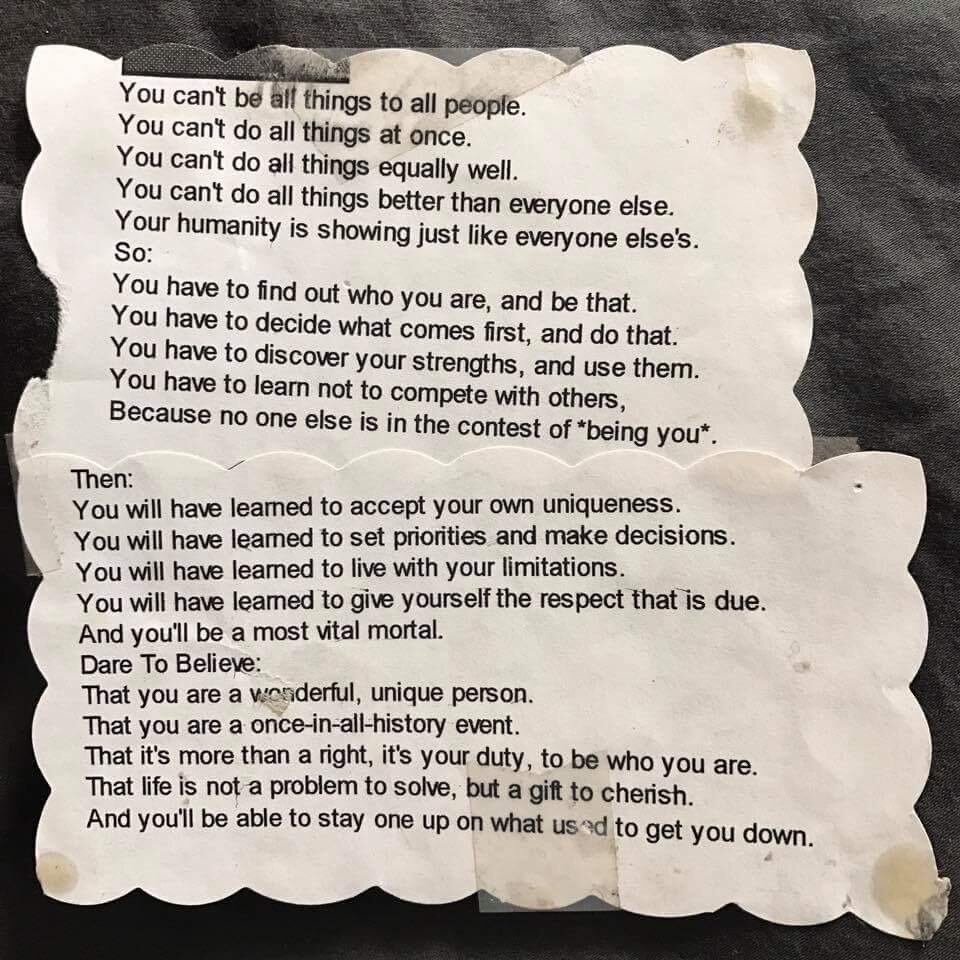 You can't be all things to all people.
You can't do all things at once.
You can't do all things equally well.
You can't do all things better than everyone else.
Your humanity is showing just like everyone else's.
So:
You have to find out who you are, and be that.
You have to decide what comes first, and do that.
You have to discover your strengths, and use them.
You have to learn not to compete with others,
Because no one else is in the contest of *being you*.
Then:
You will have learned to accept your own uniqueness.
You will have learned to set priorities and make decisions.
You will have learned to live with your limitations.
You will have learned to give yourself the respect that is due.
And you'll be a most vital mortal.
Dare To Believe:
That you are a wonderful, unique person.
That you are a once-in-all-history event.
That it's more than a right, it's your duty, to be who you are.
That life is not a problem to solve, but a gift to cherish.
And you'll be able to stay one up on what used to get you down.